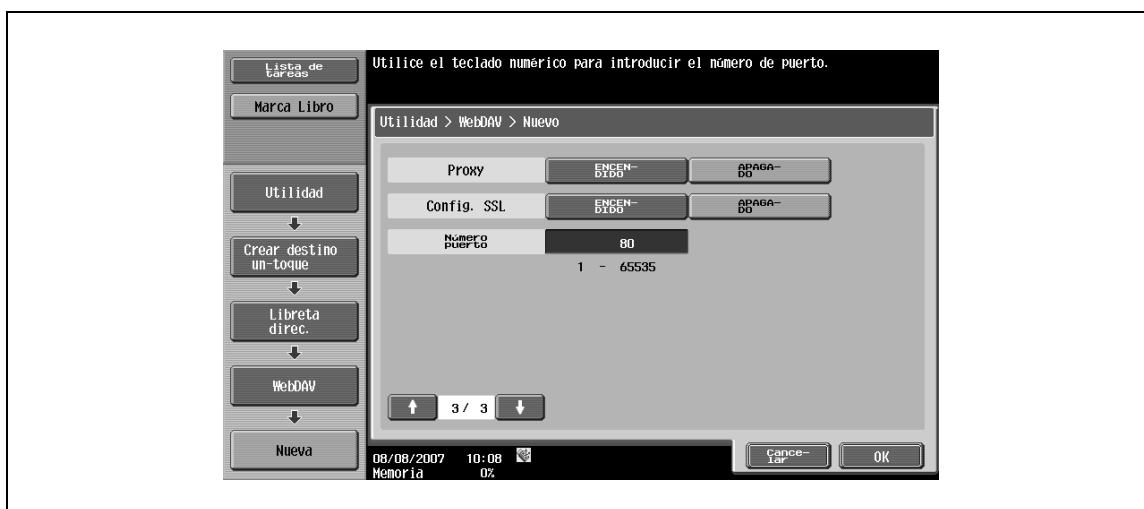 Lista de
tareas
Marca Libro
Utilidad
Crear destino
un-toque
Libreta
direc.
WebDAV
Nueva
Utilice el teclado numérico para introducir el número de puerto.
Utilidad > WebDAV > Nuevo
Proxy
ENCEN-
DIDO
APAGA-
DO
Config. SSL
ENCEN-
DIDO
APAGA-
DO
Número
puerto
80
1 - 65535
3/ 3
08/08/2007 10:08
Memoria 0%
Cance-
lar
OK